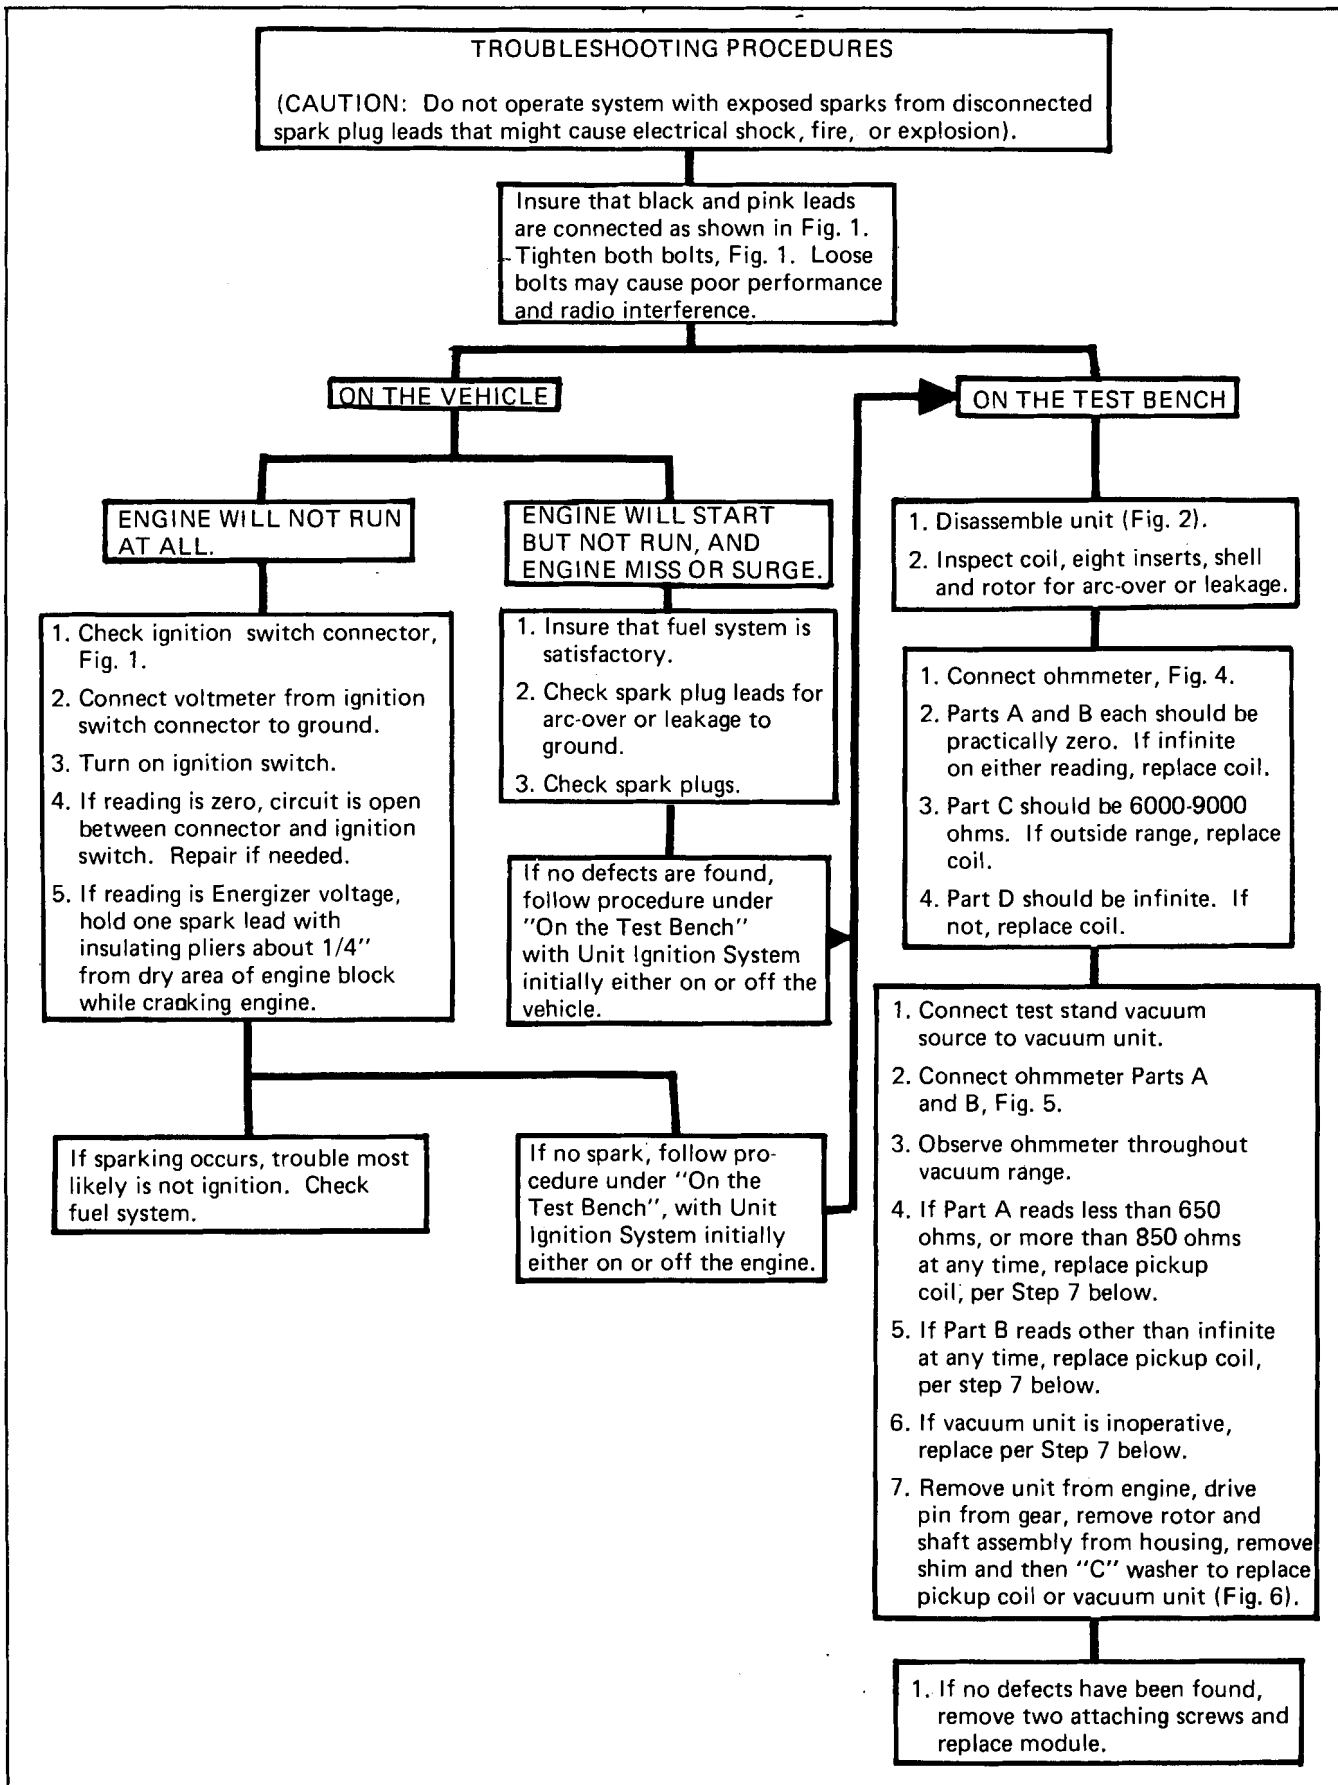 TROUBLESHOOTING PROCEDURES
(CAUTION: Do not operate system with exposed sparks from disconnected
spark plug leads that might cause electrical shock, fire, or explosion).
Insure that black and pink leads
are connected as shown in Fig. 1.
Tighten both bolts, Fig. 1. Loose
bolts may cause poor performance
and radio interference.
ON THE VEHICLE
ON THE TEST BENCH
ENGINE WILL NOT RUN
AT ALL.
1. Check ignition switch connector,
Fig. 1.
2. Connect voltmeter from ignition
switch connector to ground.
3. Turn on ignition switch.
4. If reading is zero, circuit is open
between connector and ignition
switch. Repair if needed.
5. If reading is Energizer voltage,
hold one spark lead with
insulating pliers about 1/4"
from dry area of engine block
while cranking engine.
If sparking occurs, trouble most
likely is not ignition. Check
fuel system.
ENGINE WILL START
BUT NOT RUN, AND
ENGINE MISS OR SURGE.
1. Insure that fuel system is
satisfactory.
2. Check spark plug leads for
arc-over or leakage to
ground.
3. Check spark plugs.
If no defects are found,
follow procedure under
"On the Test Bench"
with Unit Ignition System
initially either on or off the
vehicle.
If no spark, follow pro-
cedure under "On the
Test Bench", with Unit
Ignition System initially
either on or off the engine.
1. Disassemble unit (Fig. 2).
2. Inspect coil, eight inserts, shell
and rotor for arc-over or leakage.
1. Connect ohmmeter, Fig. 4.
2. Parts A and B each should be
practically zero. If infinite
on either reading, replace coil.
3. Part C should be 6000-9000
ohms. If outside range, replace
coil.
4. Part D should be infinite. If
not, replace coil.
1. Connect test stand vacuum
source to vacuum unit.
2. Connect ohmmeter Parts A
and B, Fig. 5.
3. Observe ohmmeter throughout
vacuum range.
4. If Part A reads less than 650
ohms, or more than 850 ohms
at any time, replace pickup
coil, per Step 7 below.
5. If Part B reads other than infinite
at any time, replace pickup coil,
per step 7 below.
6. If vacuum unit is inoperative,
replace per Step 7 below.
7. Remove unit from engine, drive
pin from gear, remove rotor and
shaft assembly from housing, remove
shim and then "C" washer to replace
pickup coil or vacuum unit (Fig. 6).
1. If no defects have been found,
remove two attaching screws and
replace module.